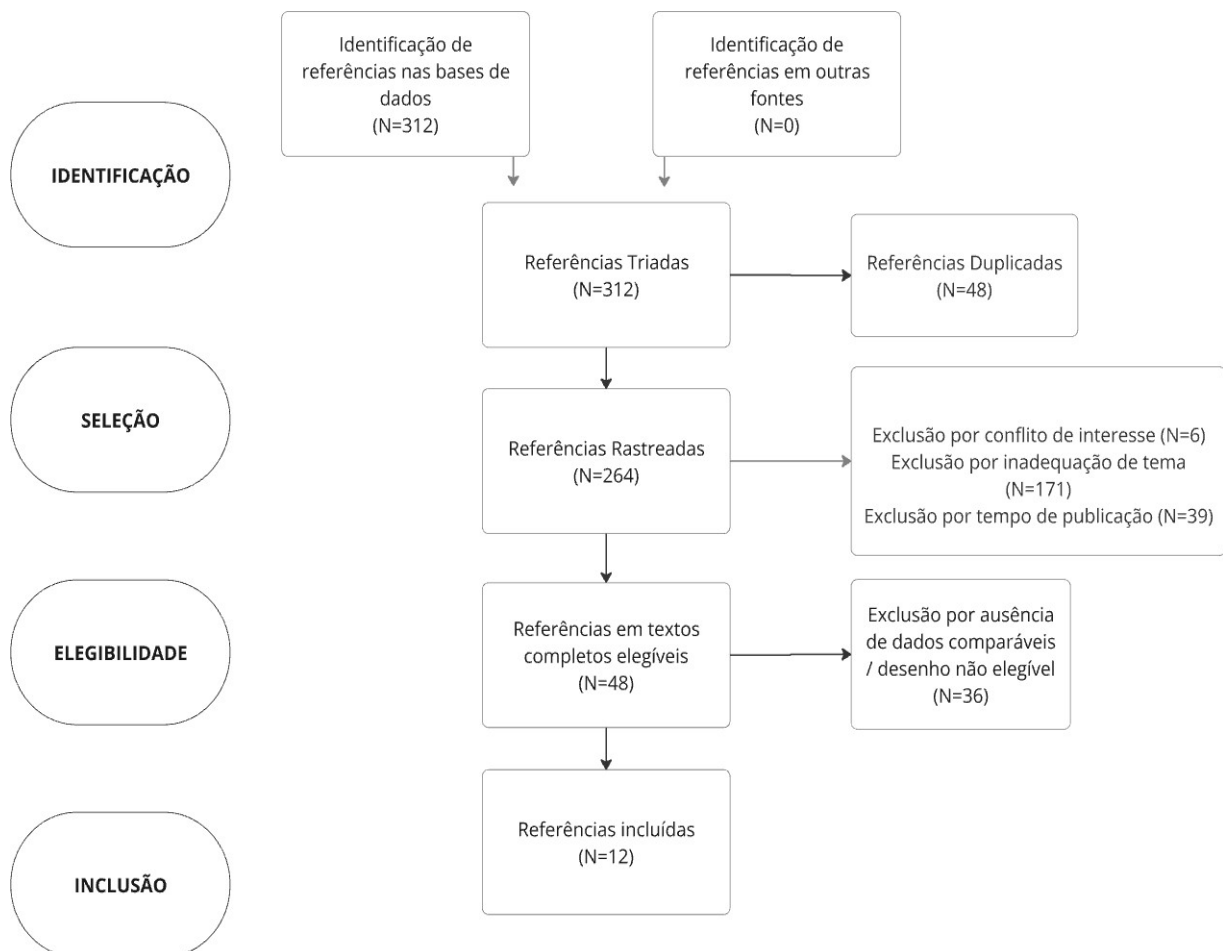 Identificação de
referências nas bases de
dados
(N=312)
Identificação de
referências em outras
fontes
(N=0)
IDENTIFICAÇÃO
Referências Triadas
(N=312)
Referências Duplicadas
(N=48)
SELEÇÃO
Referências Rastreadas
(N=264)
Exclusão por conflito de interesse (N=6)
Exclusão por inadequação de tema
(N=171)
Exclusão por tempo de publicação (N=39)
ELEGIBILIDADE
Referências em textos
completos elegíveis
(N=48)
Exclusão por ausência
de dados comparáveis
/ desenho não elegível
(N=36)
INCLUSÃO
Referências incluídas
(N=12)